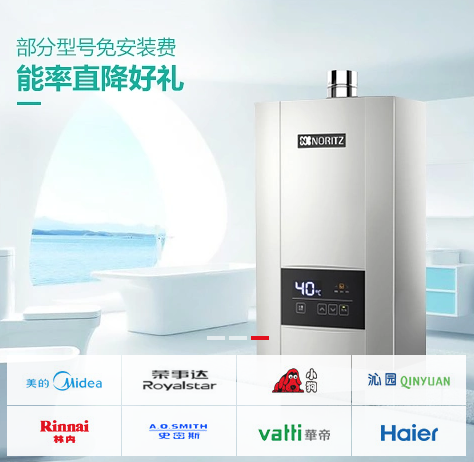 部分型号免安装费
能率直降好礼
NORITZ
40℃
美的 Midea
荣事达
Royalstar
小狗
沁园 QINYUAN
Rinnai
林内
A.O.SMITH
史密斯
vatti 華帝
Haier